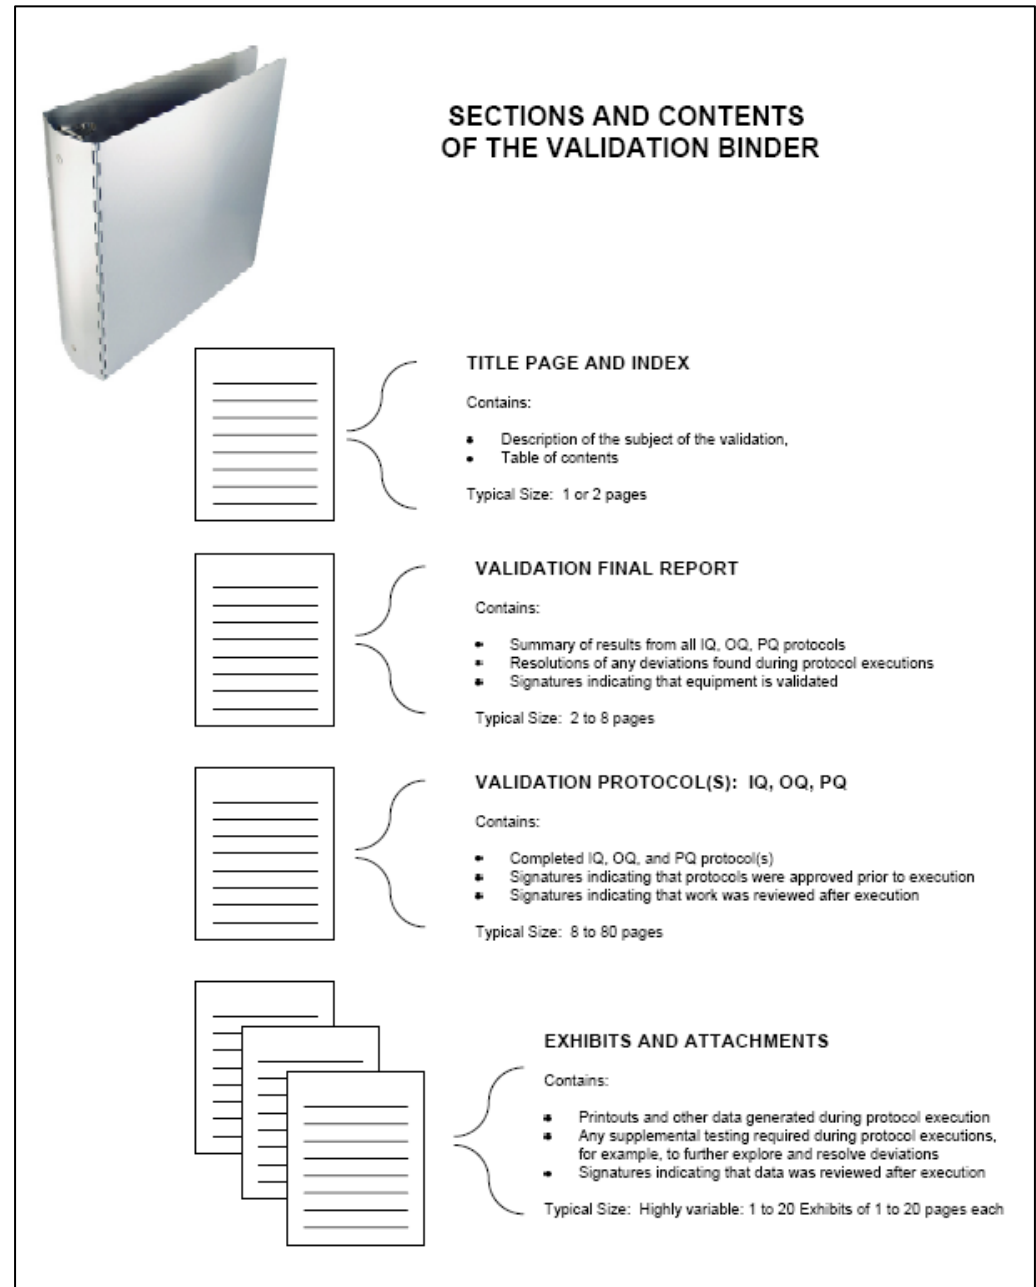 SECTIONS AND CONTENTS
OF THE VALIDATION BINDER
TITLE PAGE AND INDEX
Contains:
• Description of the subject of the validation,
• Table of contents
Typical Size: 1 or 2 pages
VALIDATION FINAL REPORT
Contains:
• Summary of results from all IQ, OQ, PQ protocols
• Resolutions of any deviations found during protocol executions
• Signatures indicating that equipment is validated
Typical Size: 2 to 8 pages
VALIDATION PROTOCOL(S): IQ, OQ, PQ
Contains:
• Completed IQ, OQ, and PQ protocol(s)
• Signatures indicating that protocols were approved prior to execution
• Signatures indicating that work was reviewed after execution
Typical Size: 8 to 80 pages
EXHIBITS AND ATTACHMENTS
Contains:
• Printouts and other data generated during protocol execution
• Any supplemental testing required during protocol executions,
for example, to further explore and resolve deviations
• Signatures indicating that data was reviewed after execution
Typical Size: Highly variable: 1 to 20 Exhibits of 1 to 20 pages each